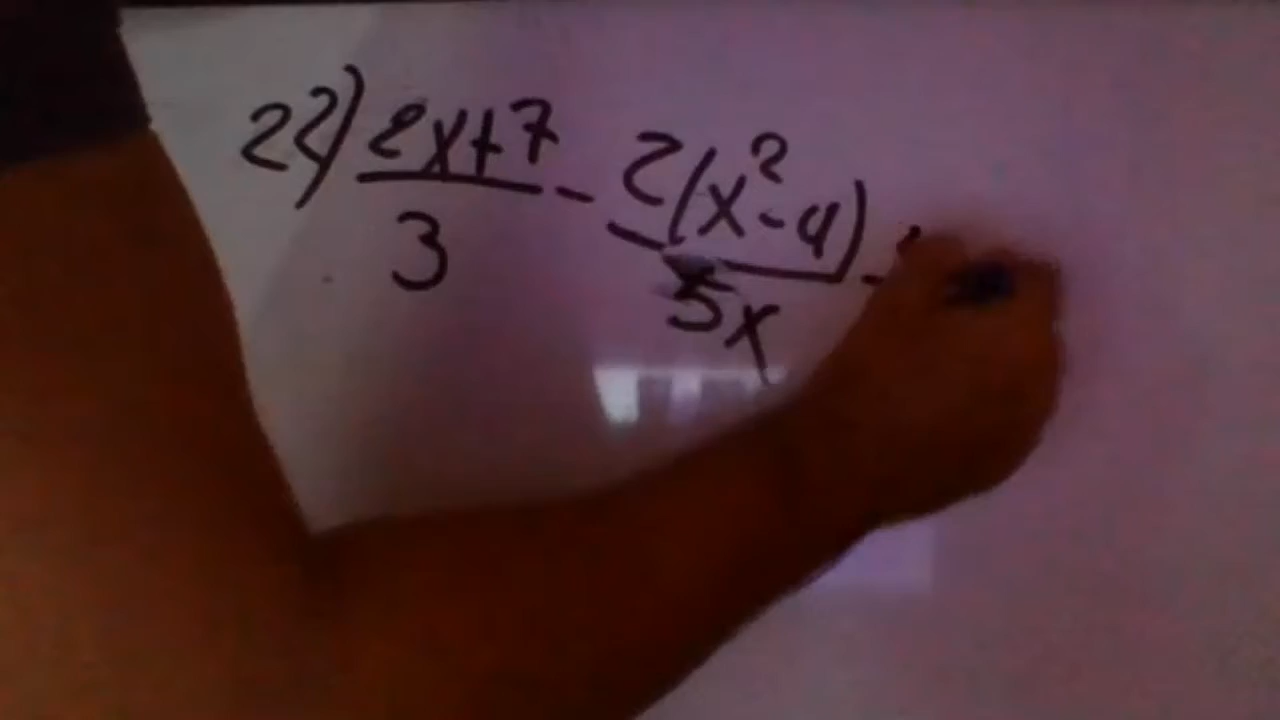 22) 2x+7 - 2(x²-4) -
3 5x